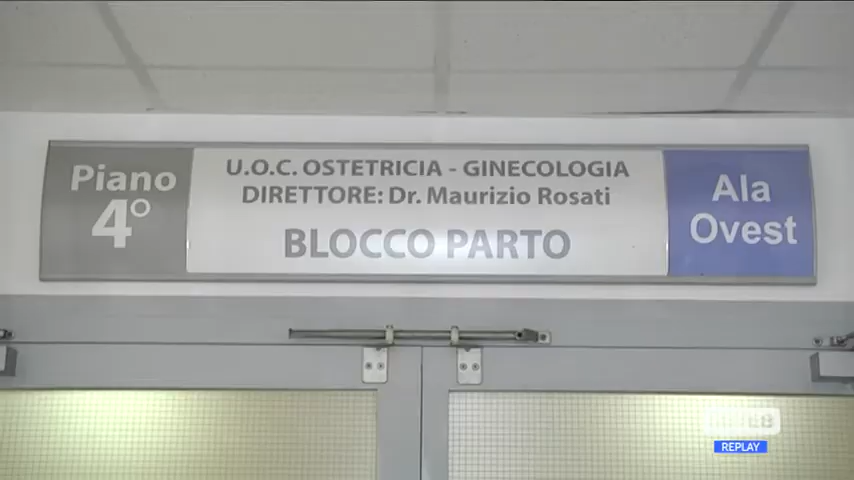 Piano
4°
U.O.C. OSTETRICIA - GINECOLOGIA
DIRETTORE: Dr. Maurizio Rosati
BLOCCO PARTO
Ala
Ovest
REPLAY